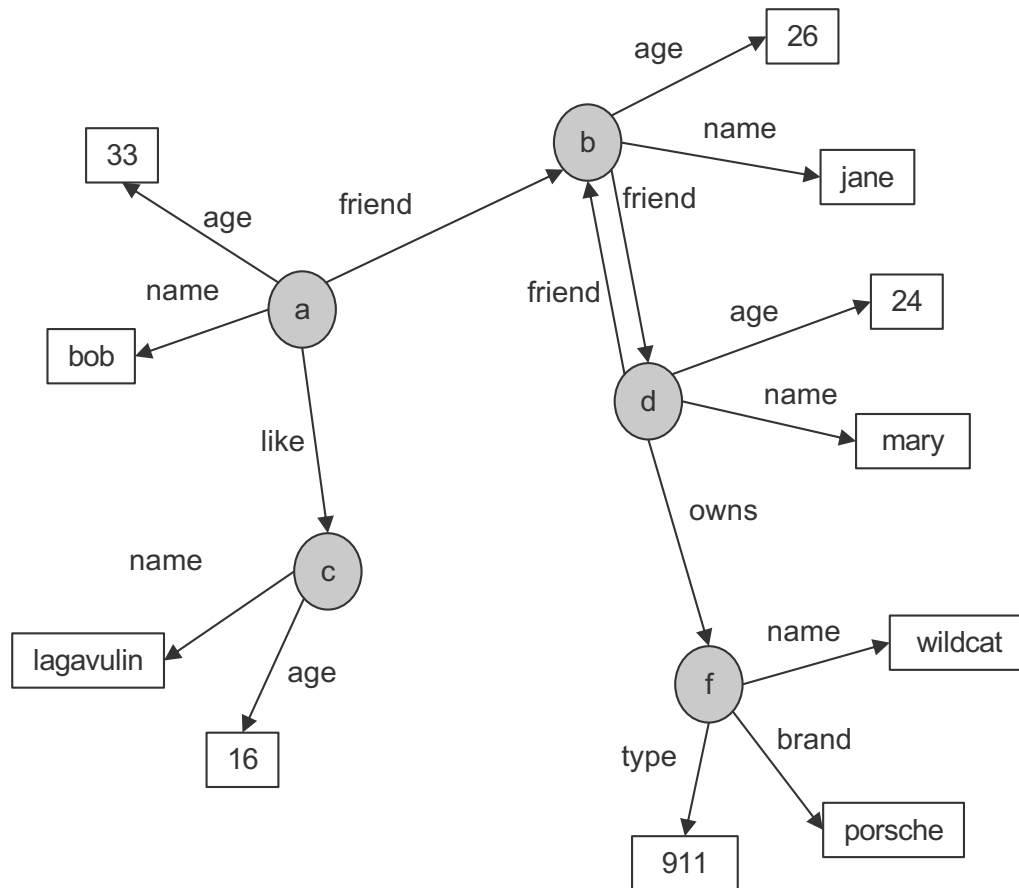 26
age
b
name
jane
33
age
friend
friend
name
a
friend
24
age
bob
d
name
mary
like
owns
name
c
lagavulin
age
name
wildcat
f
16
type
brand
911
porsche